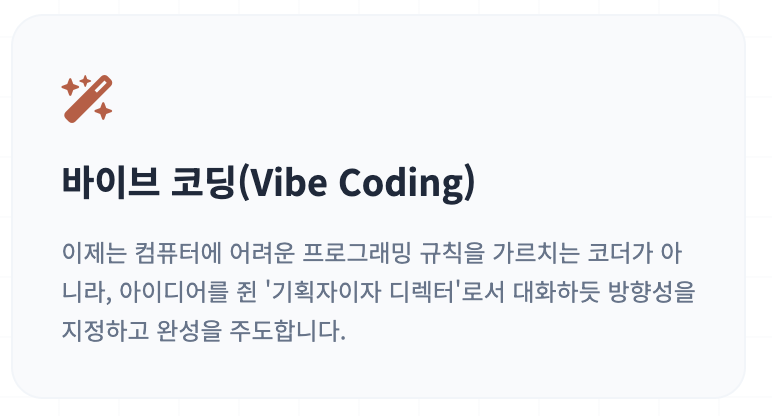 바이브 코딩(Vibe Coding)
이제는 컴퓨터에 어려운 프로그래밍 규칙을 가르치는 코더가 아
니라, 아이디어를 쥔 '기획자이자 디렉터'로서 대화하듯 방향성을
지정하고 완성을 주도합니다.